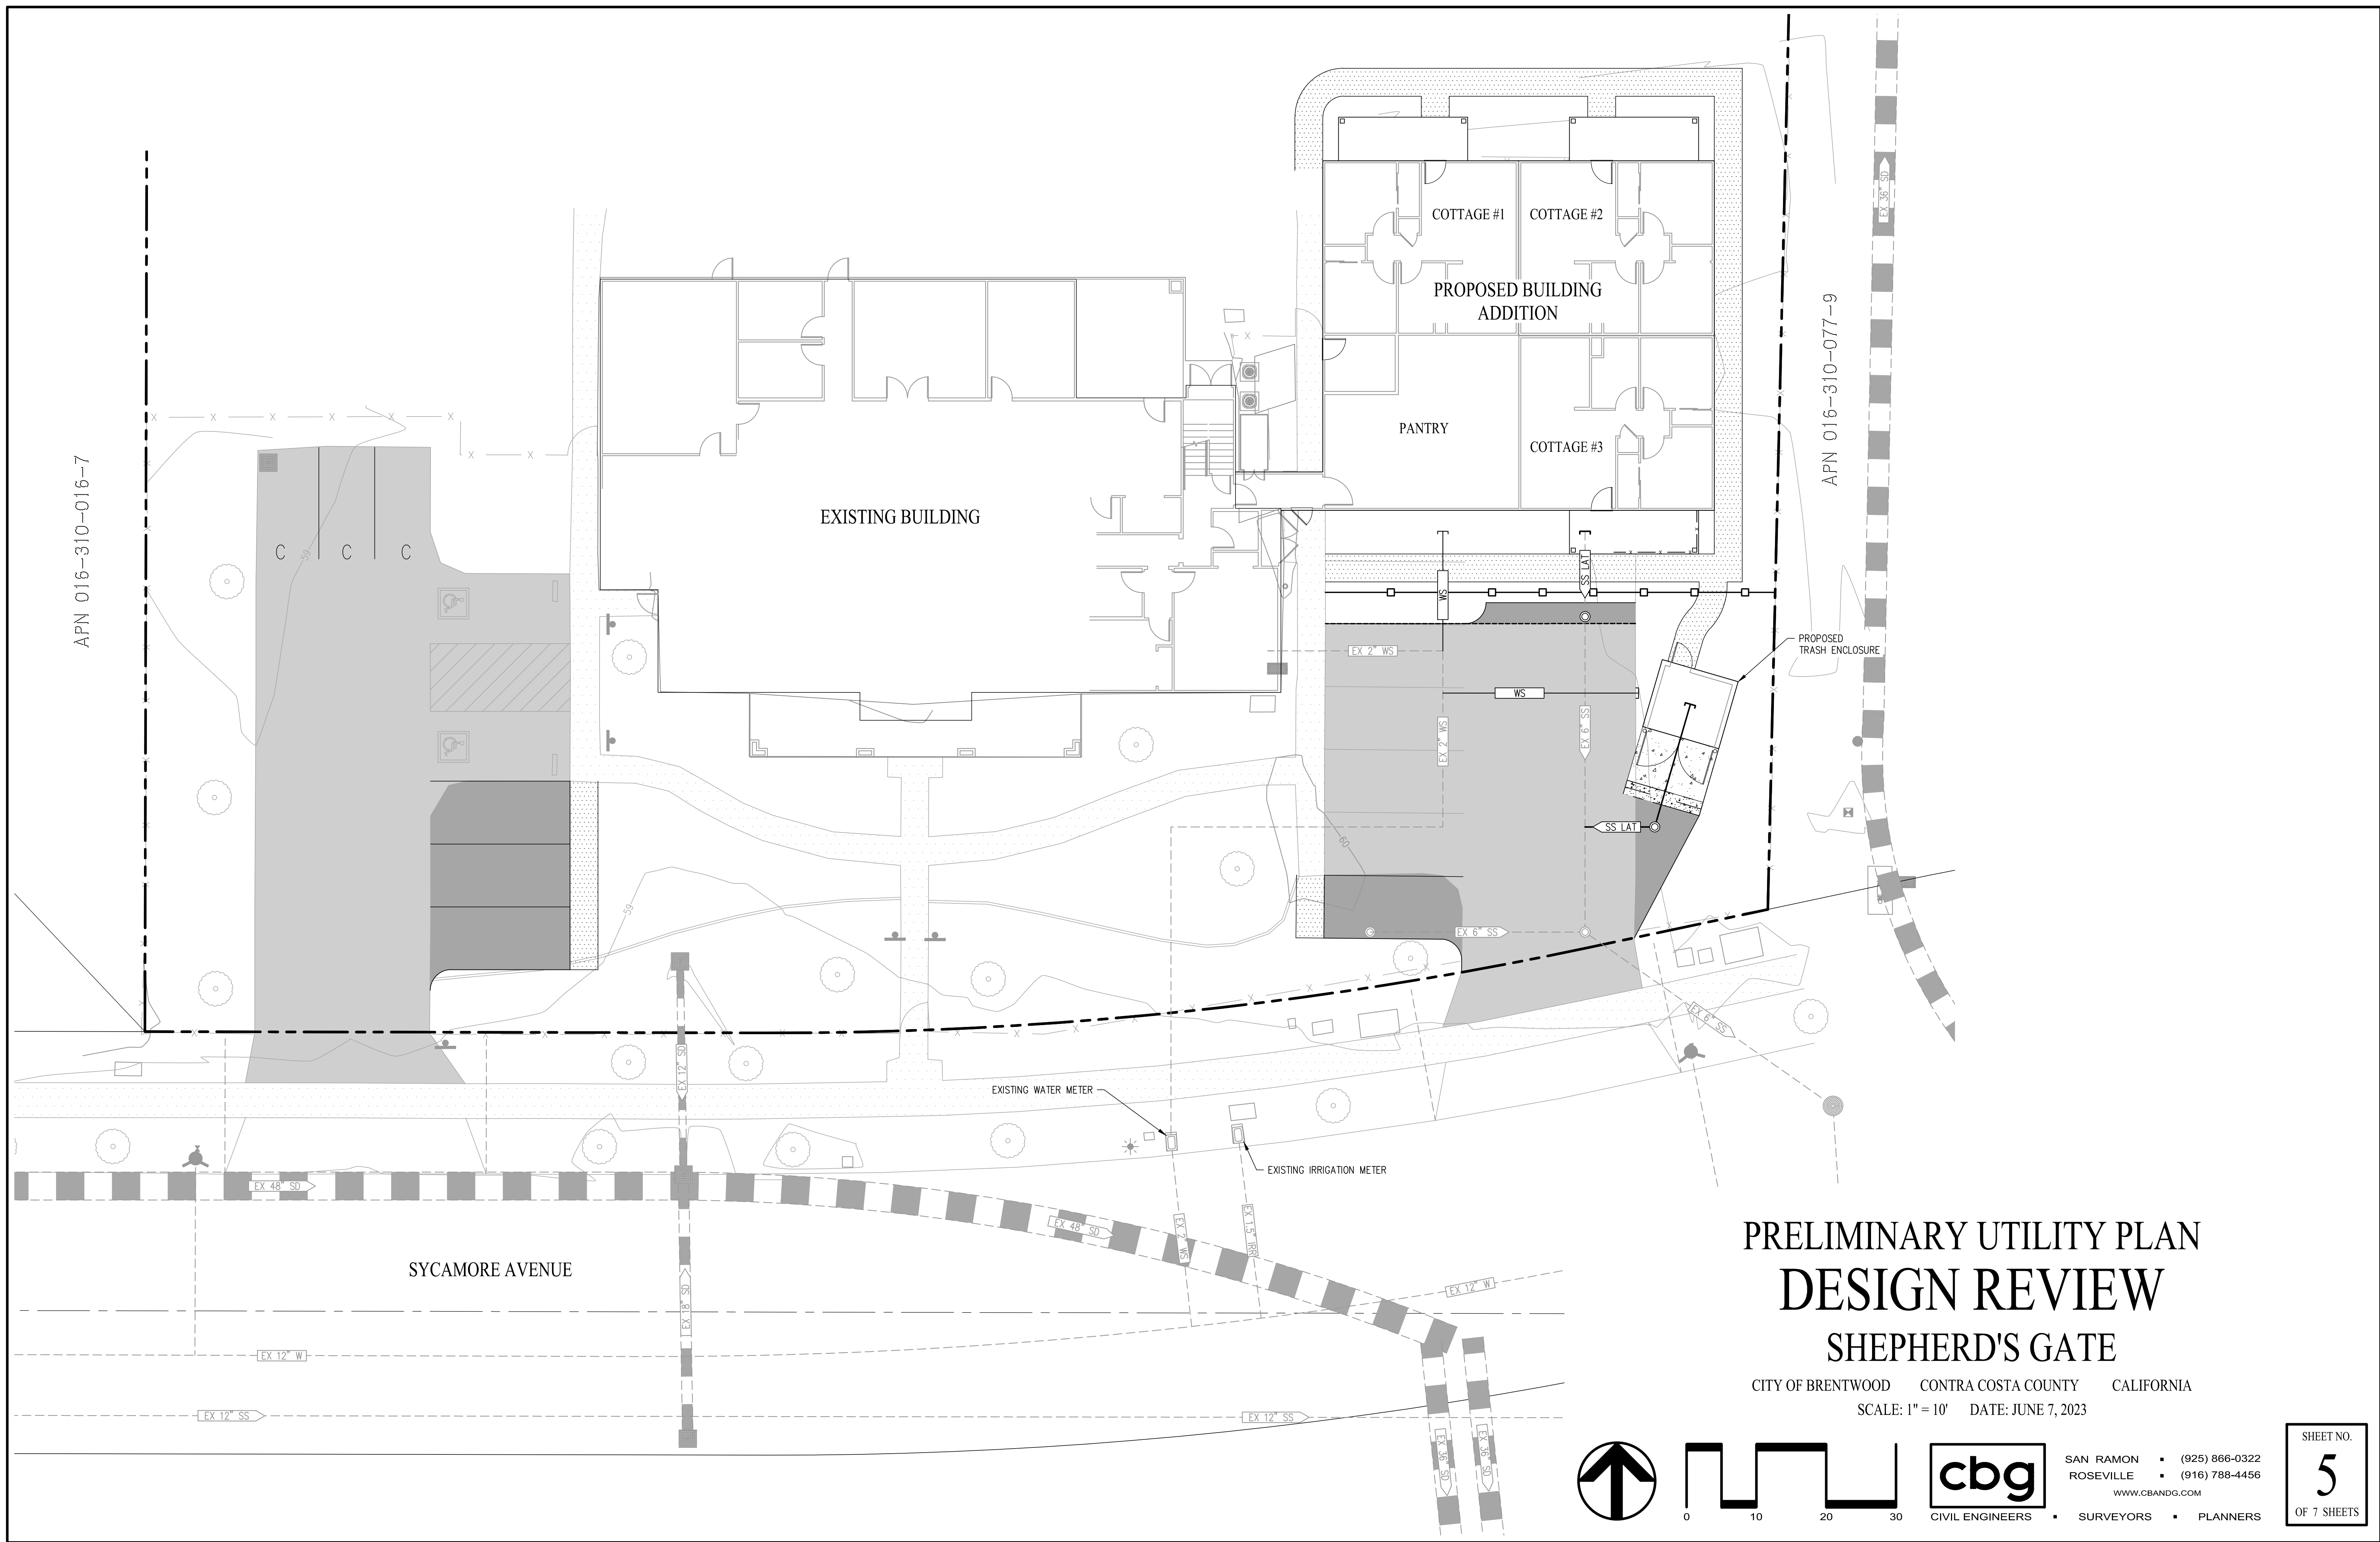 EX 36" SD
COTTAGE #1
COTTAGE #2
PROPOSED BUILDING
ADDITION
APN 016-310-077-9
PANTRY
COTTAGE #3
APN 016-310-016-7
EXISTING BUILDING
C
C
C
59
WS
SS LAT
PROPOSED
TRASH ENCLOSURE
EX 2" WS
WS
EX 2" WS
EX 6" SS
SS LAT
60
59
EX 6" SS
EX 6" SS
EX 12" SD
EXISTING WATER METER
EXISTING IRRIGATION METER
EX 48" SD
EX 48" SD
EX 2" WS
EX 1.5" IRR
SYCAMORE AVENUE
EX 18" SD
EX 12" W
EX 12" W
EX 12" SS
EX 12" SS
EX 36" SD
EX 36" SD
PRELIMINARY UTILITY PLAN
DESIGN REVIEW
SHEPHERD'S GATE
CITY OF BRENTWOOD CONTRA COSTA COUNTY CALIFORNIA
SCALE: 1" = 10' DATE: JUNE 7, 2023
0 10 20 30
cbg
SAN RAMON ▪ (925) 866-0322
ROSEVILLE ▪ (916) 788-4456
WWW.CBANDG.COM
CIVIL ENGINEERS ▪ SURVEYORS ▪ PLANNERS
SHEET NO.
5
OF 7 SHEETS